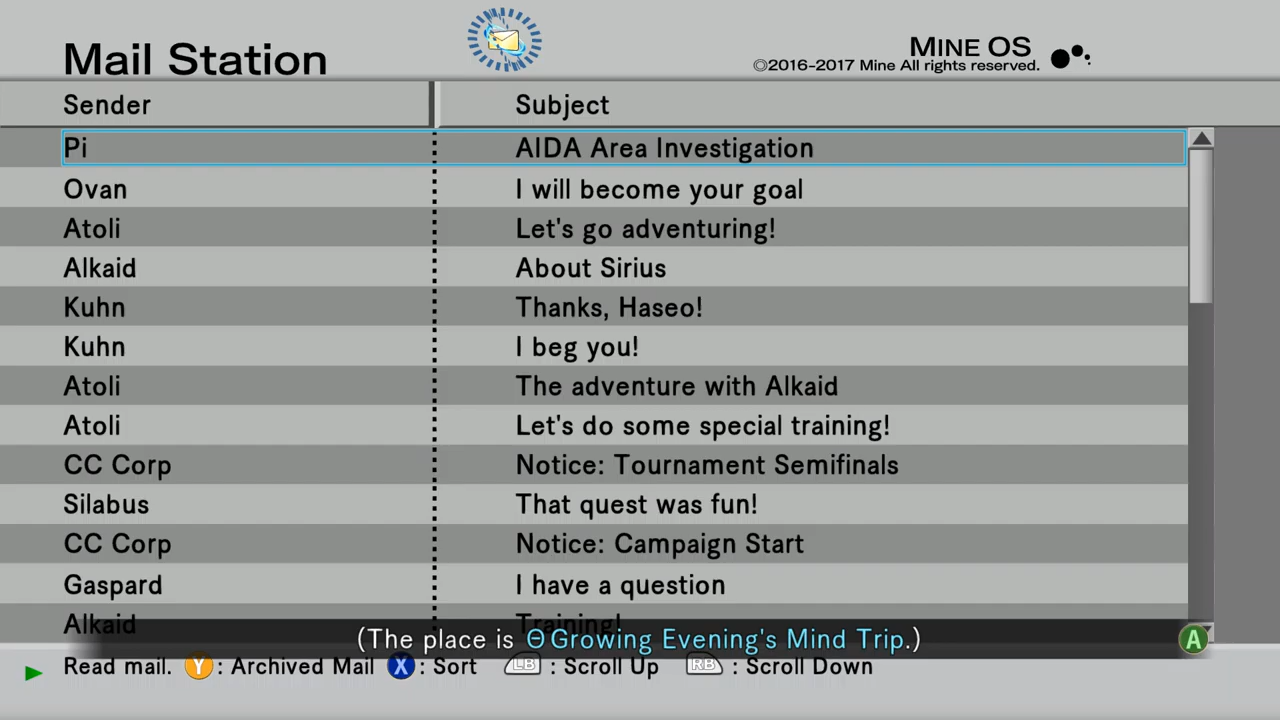 Mail Station
MINE OS
©2016-2017 Mine All rights reserved.
Sender Subject
Pi AIDA Area Investigation
Ovan I will become your goal
Atoli Let's go adventuring!
Alkaid About Sirius
Kuhn Thanks, Haseo!
Kuhn I beg you!
Atoli The adventure with Alkaid
Atoli Let's do some special training!
CC Corp Notice: Tournament Semifinals
Silabus That quest was fun!
CC Corp Notice: Campaign Start
Gaspard I have a question
Alkaid Training!
(The place is ΘGrowing Evening's Mind Trip.) A
Read mail. Y : Archived Mail X : Sort LB : Scroll Up RB : Scroll Down